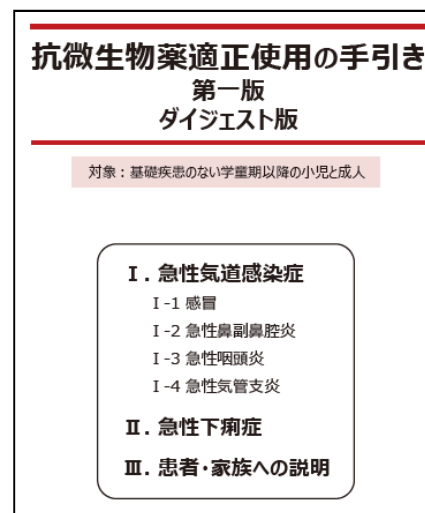 抗微生物薬適正使用の手引き
第一版
ダイジェスト版
対象：基礎疾患のない学童期以降の小児と成人
Ⅰ. 急性気道感染症
Ⅰ-1 感冒
Ⅰ-2 急性鼻副鼻腔炎
Ⅰ-3 急性咽頭炎
Ⅰ-4 急性気管支炎
Ⅱ. 急性下痢症
Ⅲ. 患者・家族への説明